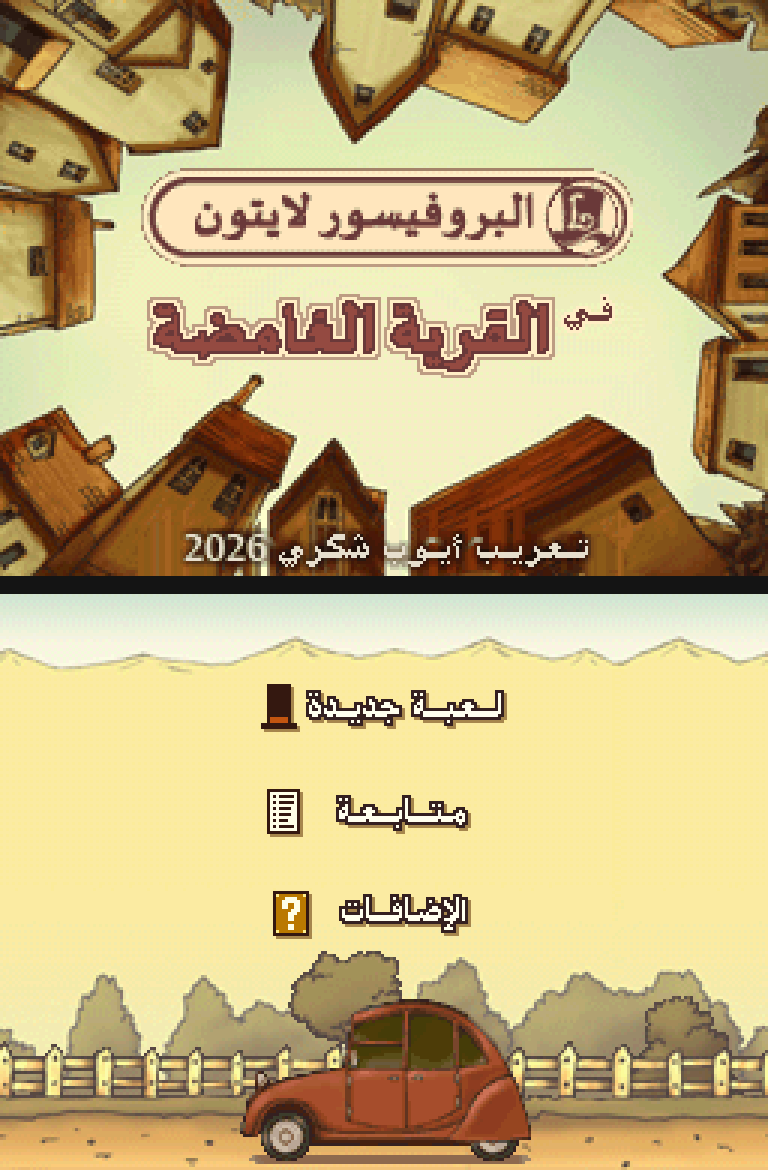 البروفيسور لايتون
في القرية الغامضة
تعريب أيوب شكري 2026
لعبة جديدة
متابعة
الإضافات